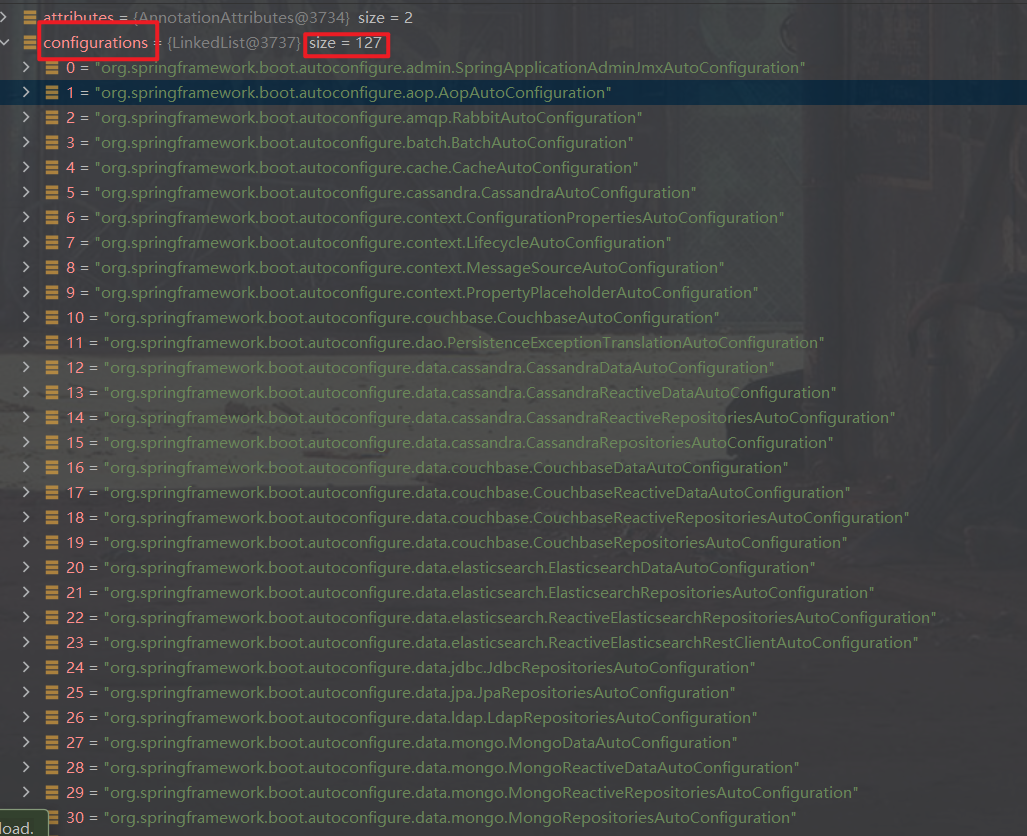 attributes = {AnnotationAttributes@3734} size = 2
configurations = {LinkedList@3737} size = 127
0 = "org.springframework.boot.autoconfigure.admin.SpringApplicationAdminJmxAutoConfiguration"
1 = "org.springframework.boot.autoconfigure.aop.AopAutoConfiguration"
2 = "org.springframework.boot.autoconfigure.amqp.RabbitAutoConfiguration"
3 = "org.springframework.boot.autoconfigure.batch.BatchAutoConfiguration"
4 = "org.springframework.boot.autoconfigure.cache.CacheAutoConfiguration"
5 = "org.springframework.boot.autoconfigure.cassandra.CassandraAutoConfiguration"
6 = "org.springframework.boot.autoconfigure.context.ConfigurationPropertiesAutoConfiguration"
7 = "org.springframework.boot.autoconfigure.context.LifecycleAutoConfiguration"
8 = "org.springframework.boot.autoconfigure.context.MessageSourceAutoConfiguration"
9 = "org.springframework.boot.autoconfigure.context.PropertyPlaceholderAutoConfiguration"
10 = "org.springframework.boot.autoconfigure.couchbase.CouchbaseAutoConfiguration"
11 = "org.springframework.boot.autoconfigure.dao.PersistenceExceptionTranslationAutoConfiguration"
12 = "org.springframework.boot.autoconfigure.data.cassandra.CassandraDataAutoConfiguration"
13 = "org.springframework.boot.autoconfigure.data.cassandra.CassandraReactiveDataAutoConfiguration"
14 = "org.springframework.boot.autoconfigure.data.cassandra.CassandraReactiveRepositoriesAutoConfiguration"
15 = "org.springframework.boot.autoconfigure.data.cassandra.CassandraRepositoriesAutoConfiguration"
16 = "org.springframework.boot.autoconfigure.data.couchbase.CouchbaseDataAutoConfiguration"
17 = "org.springframework.boot.autoconfigure.data.couchbase.CouchbaseReactiveDataAutoConfiguration"
18 = "org.springframework.boot.autoconfigure.data.couchbase.CouchbaseReactiveRepositoriesAutoConfiguration"
19 = "org.springframework.boot.autoconfigure.data.couchbase.CouchbaseRepositoriesAutoConfiguration"
20 = "org.springframework.boot.autoconfigure.data.elasticsearch.ElasticsearchDataAutoConfiguration"
21 = "org.springframework.boot.autoconfigure.data.elasticsearch.ElasticsearchRepositoriesAutoConfiguration"
22 = "org.springframework.boot.autoconfigure.data.elasticsearch.ReactiveElasticsearchRepositoriesAutoConfiguration"
23 = "org.springframework.boot.autoconfigure.data.elasticsearch.ReactiveElasticsearchRestClientAutoConfiguration"
24 = "org.springframework.boot.autoconfigure.data.jdbc.JdbcRepositoriesAutoConfiguration"
25 = "org.springframework.boot.autoconfigure.data.jpa.JpaRepositoriesAutoConfiguration"
26 = "org.springframework.boot.autoconfigure.data.ldap.LdapRepositoriesAutoConfiguration"
27 = "org.springframework.boot.autoconfigure.data.mongo.MongoDataAutoConfiguration"
28 = "org.springframework.boot.autoconfigure.data.mongo.MongoReactiveDataAutoConfiguration"
29 = "org.springframework.boot.autoconfigure.data.mongo.MongoReactiveRepositoriesAutoConfiguration"
30 = "org.springframework.boot.autoconfigure.data.mongo.MongoRepositoriesAutoConfiguration"
load.